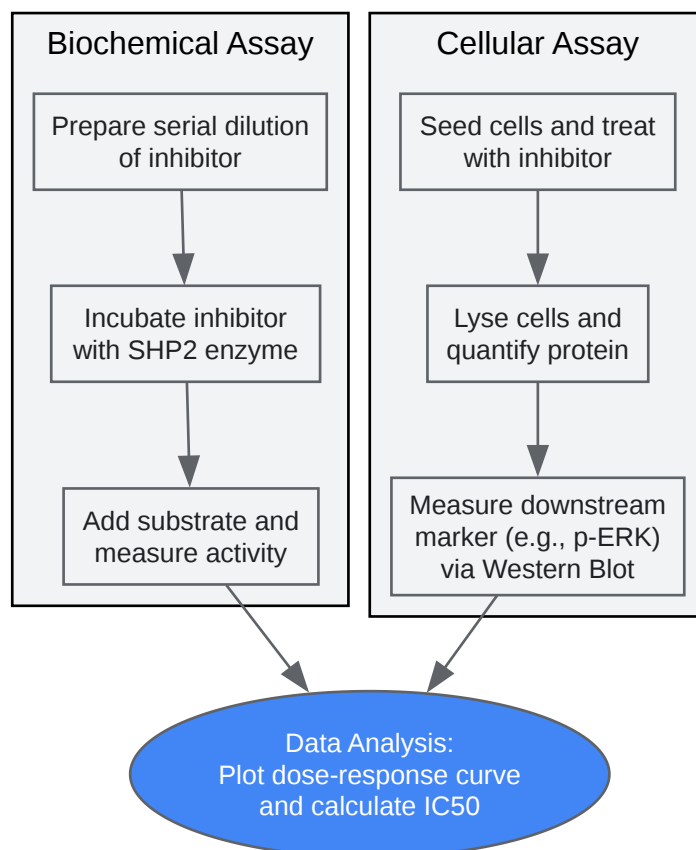 Biochemical Assay
Prepare serial dilution
of inhibitor
Incubate inhibitor
with SHP2 enzyme
Add substrate and
measure activity
Cellular Assay
Seed cells and treat
with inhibitor
Lyse cells and
quantify protein
Measure downstream
marker (e.g., p-ERK)
via Western Blot
Data Analysis:
Plot dose-response curve
and calculate IC50